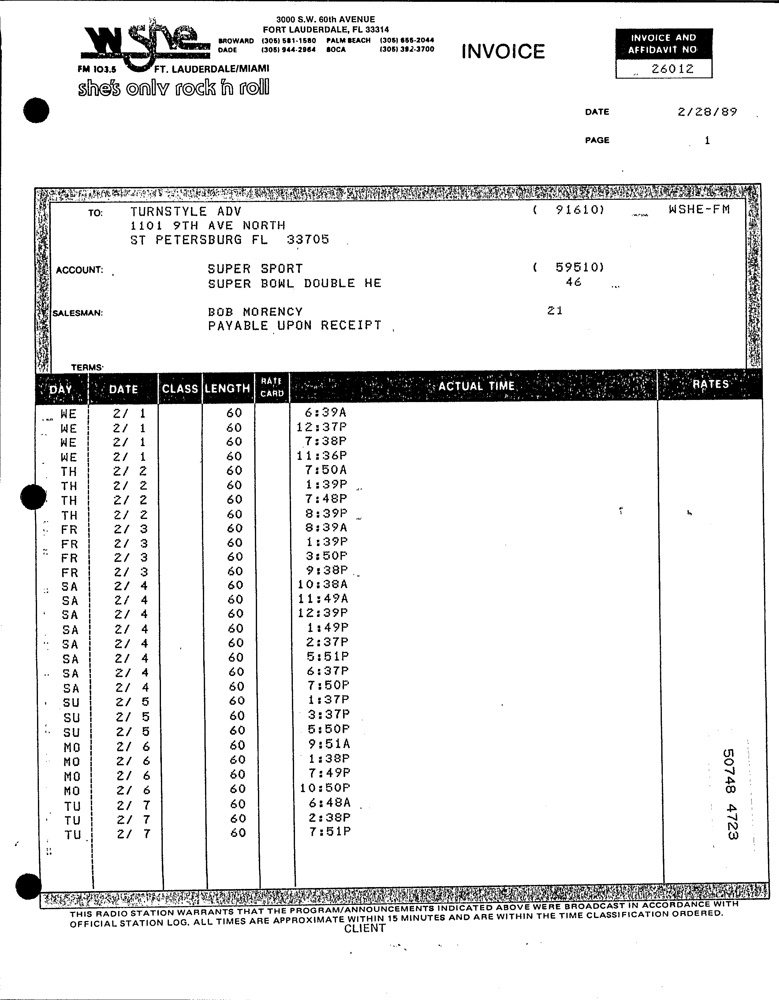 3000 S.W. 60th AVENUE
FORT LAUDERDALE, FL 33314
BROWARD (305) 581-1580 PALM BEACH (305) 655-2044
DADE (305) 944-2964 BOCA (305) 392-3700
wshe
FM 103.5 FT. LAUDERDALE/MIAMI
she's only rock 'n roll
INVOICE
INVOICE AND
AFFIDAVIT NO
26012
DATE 2/28/89
PAGE 1
TO: TURNSTYLE ADV ( 91610) WSHE-FM
1101 9TH AVE NORTH
ST PETERSBURG FL 33705
ACCOUNT: SUPER SPORT ( 59510)
SUPER BOWL DOUBLE HE 46
SALESMAN: BOB MORENCY 21
PAYABLE UPON RECEIPT
TERMS:
DAY DATE CLASS LENGTH RATE CARD ACTUAL TIME RATES
WE 2/ 1 60 6:39A
WE 2/ 1 60 12:37P
WE 2/ 1 60 7:38P
WE 2/ 1 60 11:36P
TH 2/ 2 60 7:50A
TH 2/ 2 60 1:39P
TH 2/ 2 60 7:48P
TH 2/ 2 60 8:39P
FR 2/ 3 60 8:39A
FR 2/ 3 60 1:39P
FR 2/ 3 60 3:50P
FR 2/ 3 60 9:38P
SA 2/ 4 60 10:38A
SA 2/ 4 60 11:49A
SA 2/ 4 60 12:39P
SA 2/ 4 60 1:49P
SA 2/ 4 60 2:37P
SA 2/ 4 60 5:51P
SA 2/ 4 60 6:37P
SA 2/ 4 60 7:50P
SU 2/ 5 60 1:37P
SU 2/ 5 60 3:37P
SU 2/ 5 60 5:50P
MO 2/ 6 60 9:51A
MO 2/ 6 60 1:38P
MO 2/ 6 60 7:49P
MO 2/ 6 60 10:50P
TU 2/ 7 60 6:48A
TU 2/ 7 60 2:38P
TU 2/ 7 60 7:51P
50748 4723
THIS RADIO STATION WARRANTS THAT THE PROGRAM/ANNOUNCEMENTS INDICATED ABOVE WERE BROADCAST IN ACCORDANCE WITH
OFFICIAL STATION LOG. ALL TIMES ARE APPROXIMATE WITHIN 15 MINUTES AND ARE WITHIN THE TIME CLASSIFICATION ORDERED.
CLIENT